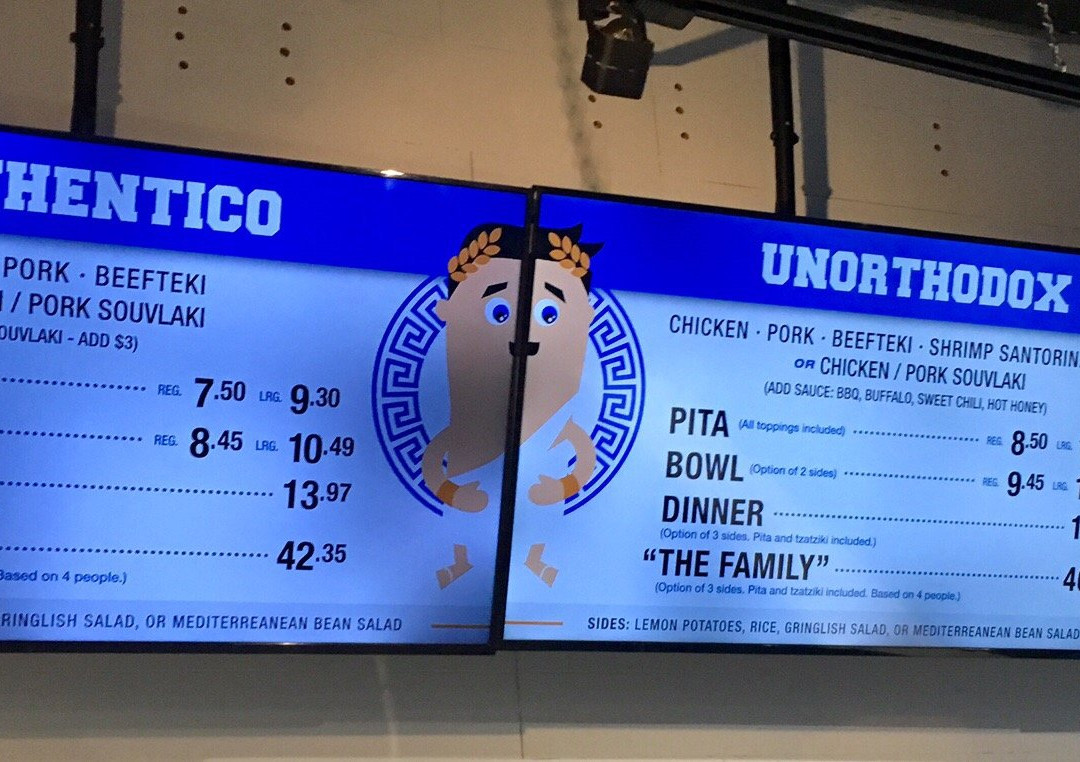 THENTICO
PORK · BEEFTEKI
/ PORK SOUVLAKI
OUVLAKI - ADD $3)
REG. 7.50 LRG. 9.30
REG. 8.45 LRG. 10.49
13.97
42.35
Based on 4 people.)
RINGLISH SALAD, OR MEDITERREANEAN BEAN SALAD
UNORTHODOX
CHICKEN · PORK · BEEFTEKI · SHRIMP SANTORIN
OR CHICKEN / PORK SOUVLAKI
(ADD SAUCE: BBQ, BUFFALO, SWEET CHILI, HOT HONEY)
PITA (All toppings included) REG. 8.50 LRG.
BOWL (Option of 2 sides) REG. 9.45 LRG. 1
DINNER 1
(Option of 3 sides. Pita and tzatziki included.)
“THE FAMILY” 4
(Option of 3 sides. Pita and tzatziki included. Based on 4 people.)
SIDES: LEMON POTATOES, RICE, GRINGLISH SALAD, OR MEDITERREANEAN BEAN SALAD